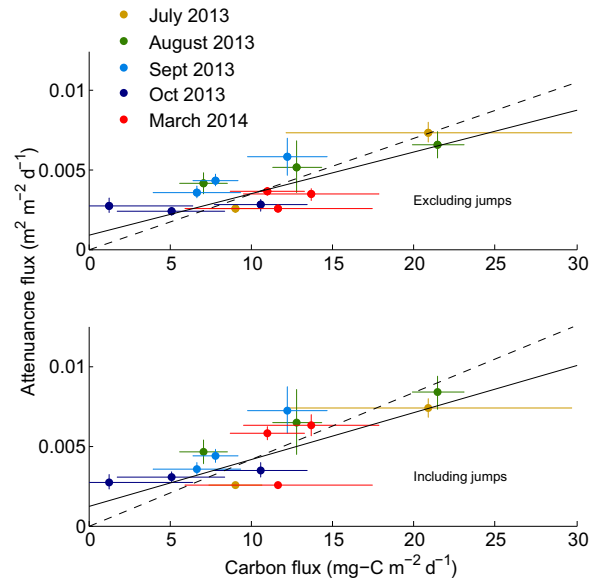 July 2013
August 2013
Sept 2013
Oct 2013
March 2014
Attenuancne flux (m² m⁻² d⁻¹)
0.01
0.005
0
Excluding jumps
0 5 10 15 20 25 30
0.01
0.005
0
Including jumps
0 5 10 15 20 25 30
Carbon flux (mg−C m⁻² d⁻¹)